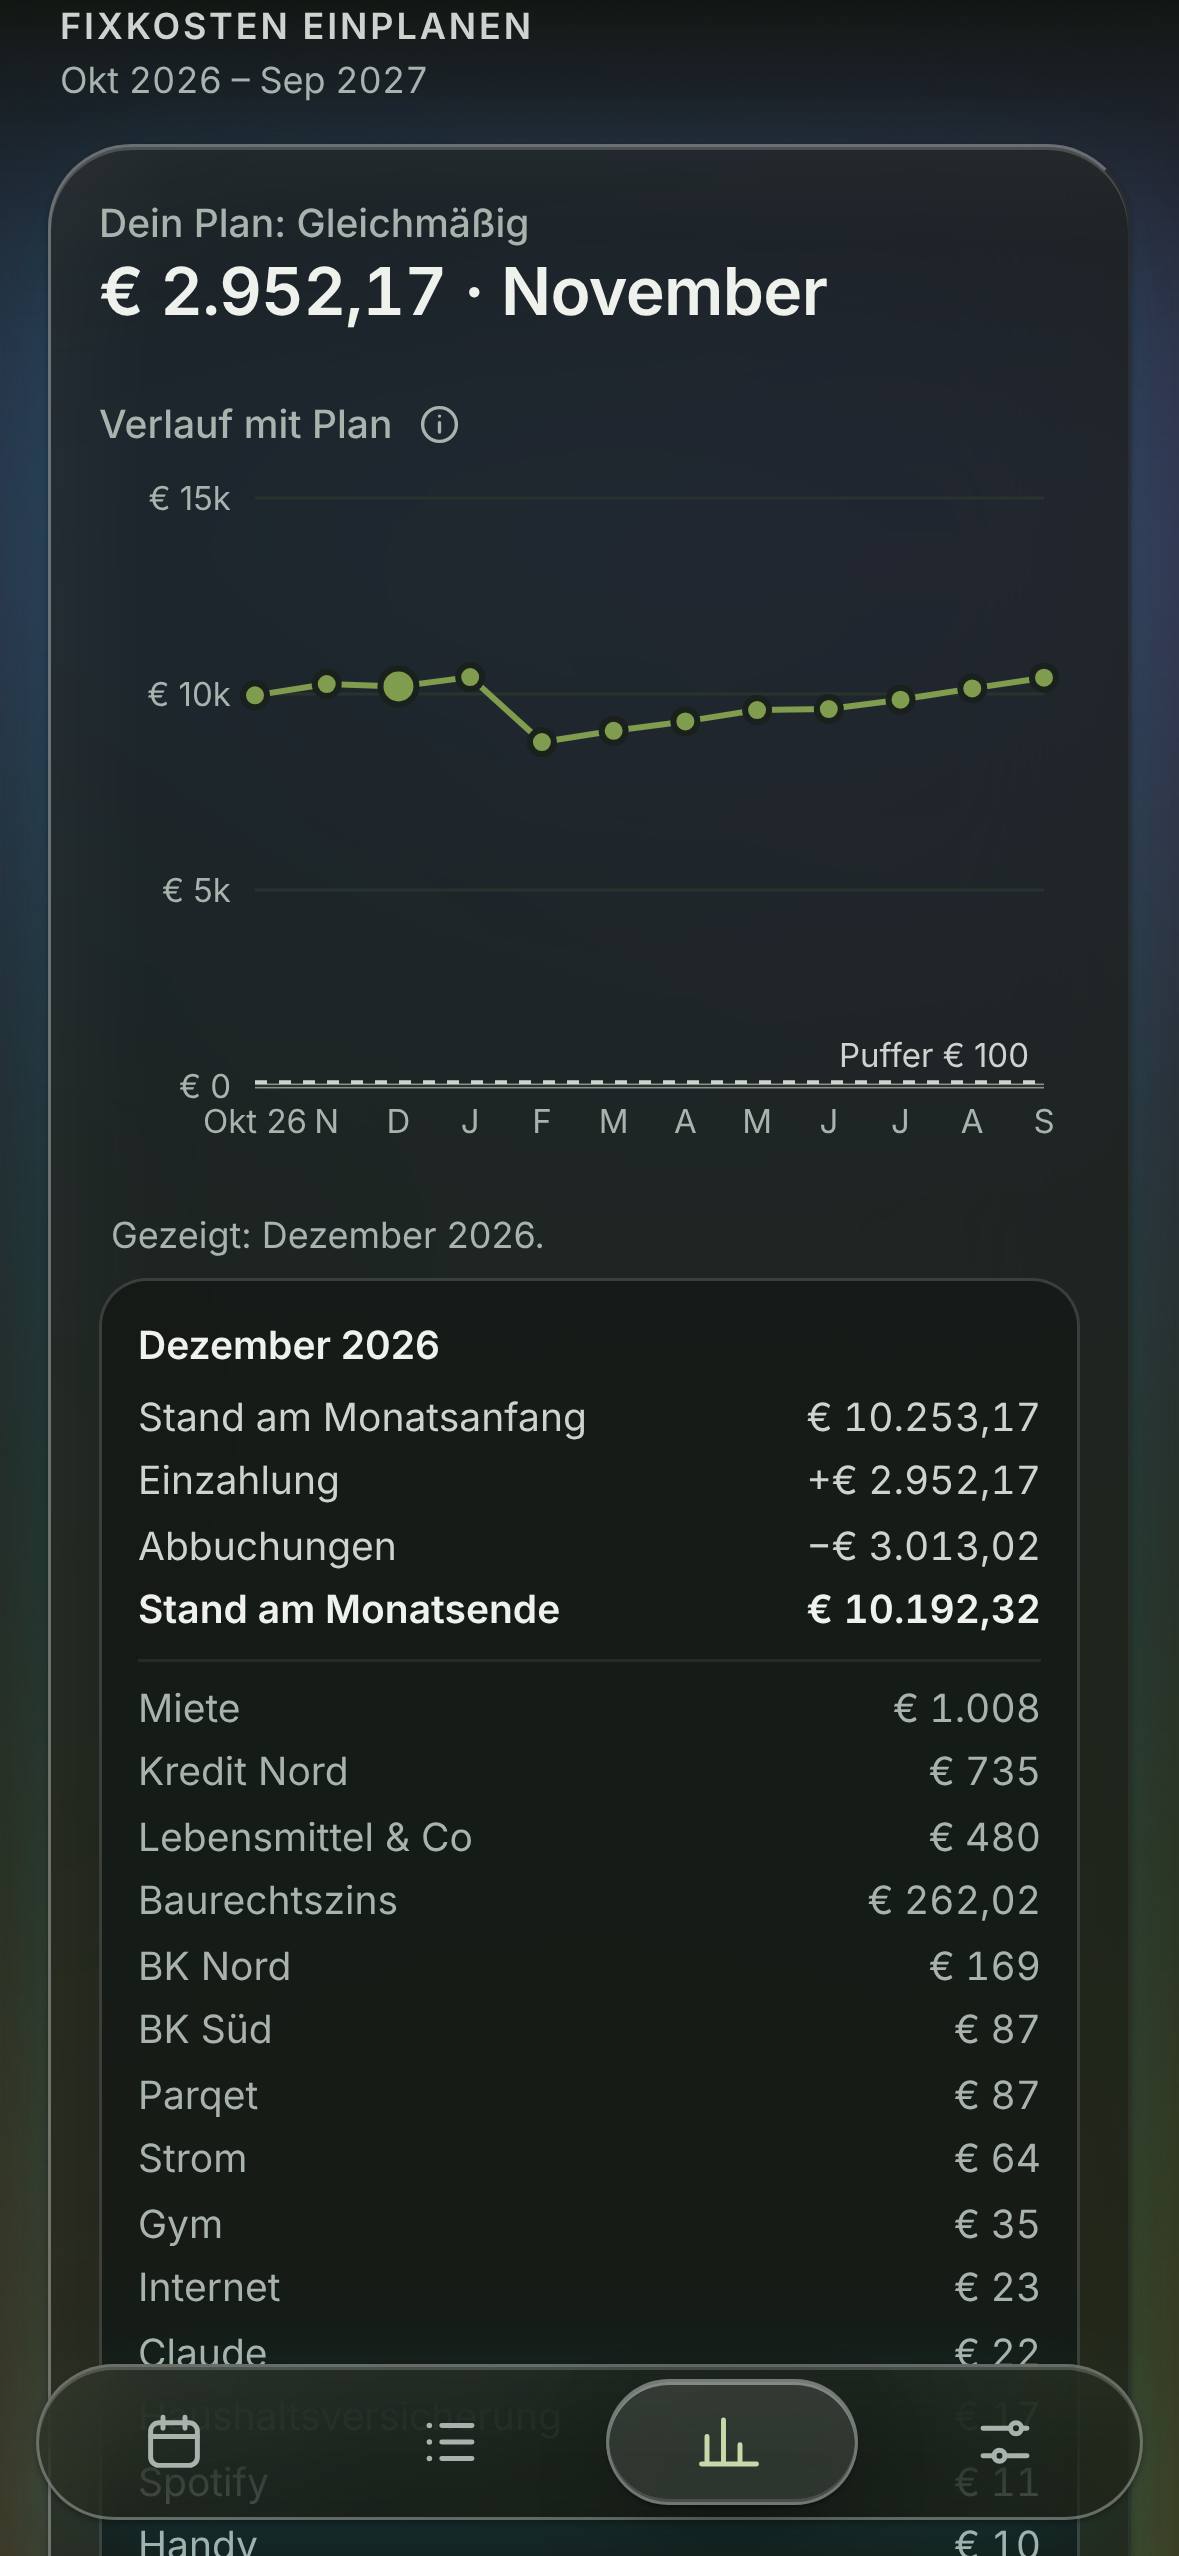 FIXKOSTEN EINPLANEN
Okt 2026 – Sep 2027
Dein Plan: Gleichmäßig
€ 2.952,17 · November
Verlauf mit Plan
€ 15k
€ 10k
€ 5k
Puffer € 100
€ 0
Okt 26 N D J F M A M J J A S
Gezeigt: Dezember 2026.
Dezember 2026
Stand am Monatsanfang € 10.253,17
Einzahlung +€ 2.952,17
Abbuchungen −€ 3.013,02
Stand am Monatsende € 10.192,32
Miete € 1.008
Kredit Nord € 735
Lebensmittel & Co € 480
Baurechtszins € 262,02
BK Nord € 169
BK Süd € 87
Parqet € 87
Strom € 64
Gym € 35
Internet € 23
Claude € 22
Haushaltsversicherung € 17
Spotify € 11
Handy € 10